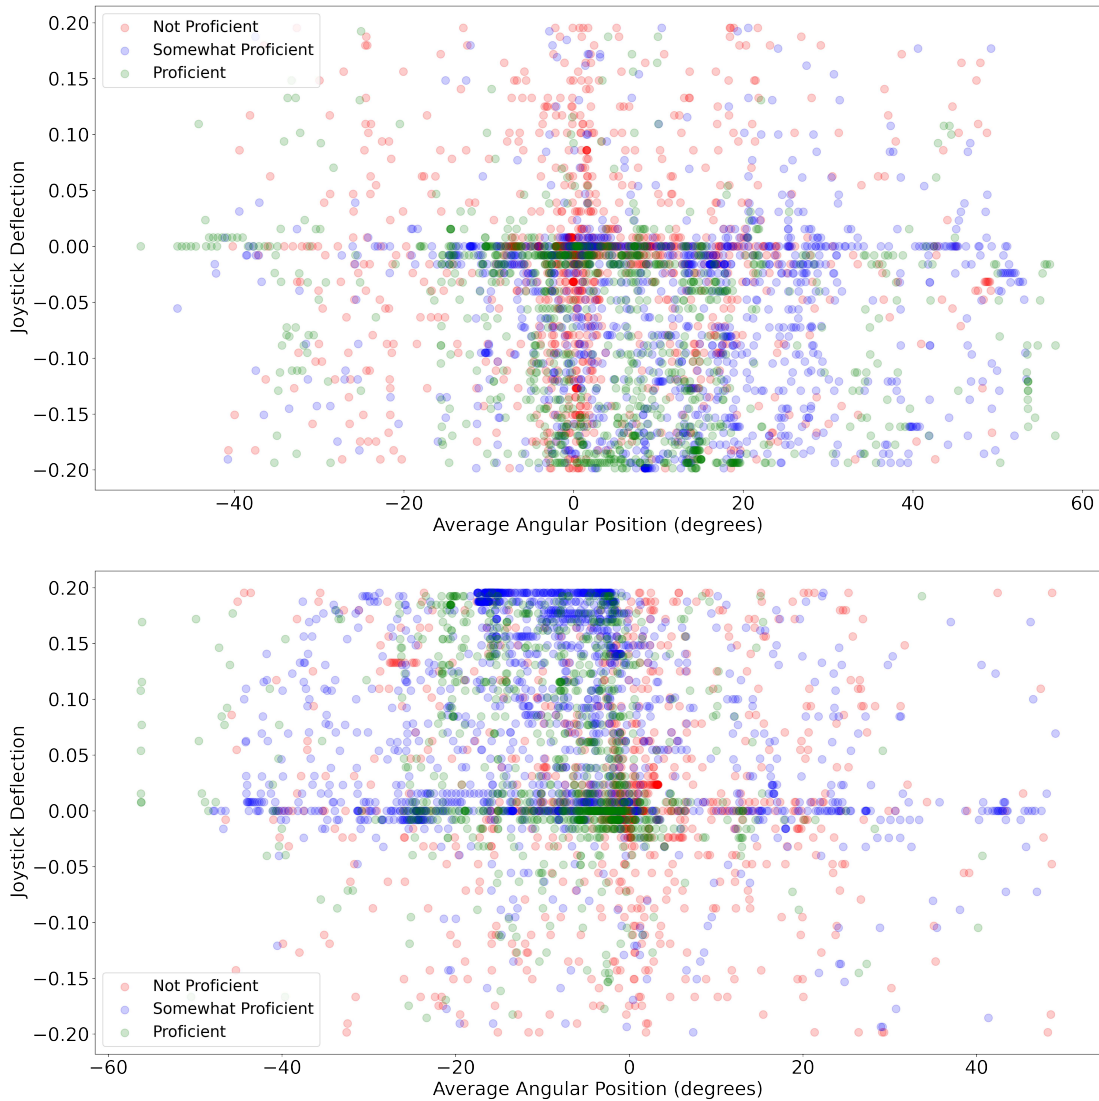 0.20
0.15
0.10
0.05
0.00
−0.05
−0.10
−0.15
−0.20
Joystick Deflection
Not Proficient
Somewhat Proficient
Proficient
−40 −20 0 20 40 60
Average Angular Position (degrees)
0.20
0.15
0.10
0.05
0.00
−0.05
−0.10
−0.15
−0.20
Joystick Deflection
Not Proficient
Somewhat Proficient
Proficient
−60 −40 −20 0 20 40
Average Angular Position (degrees)